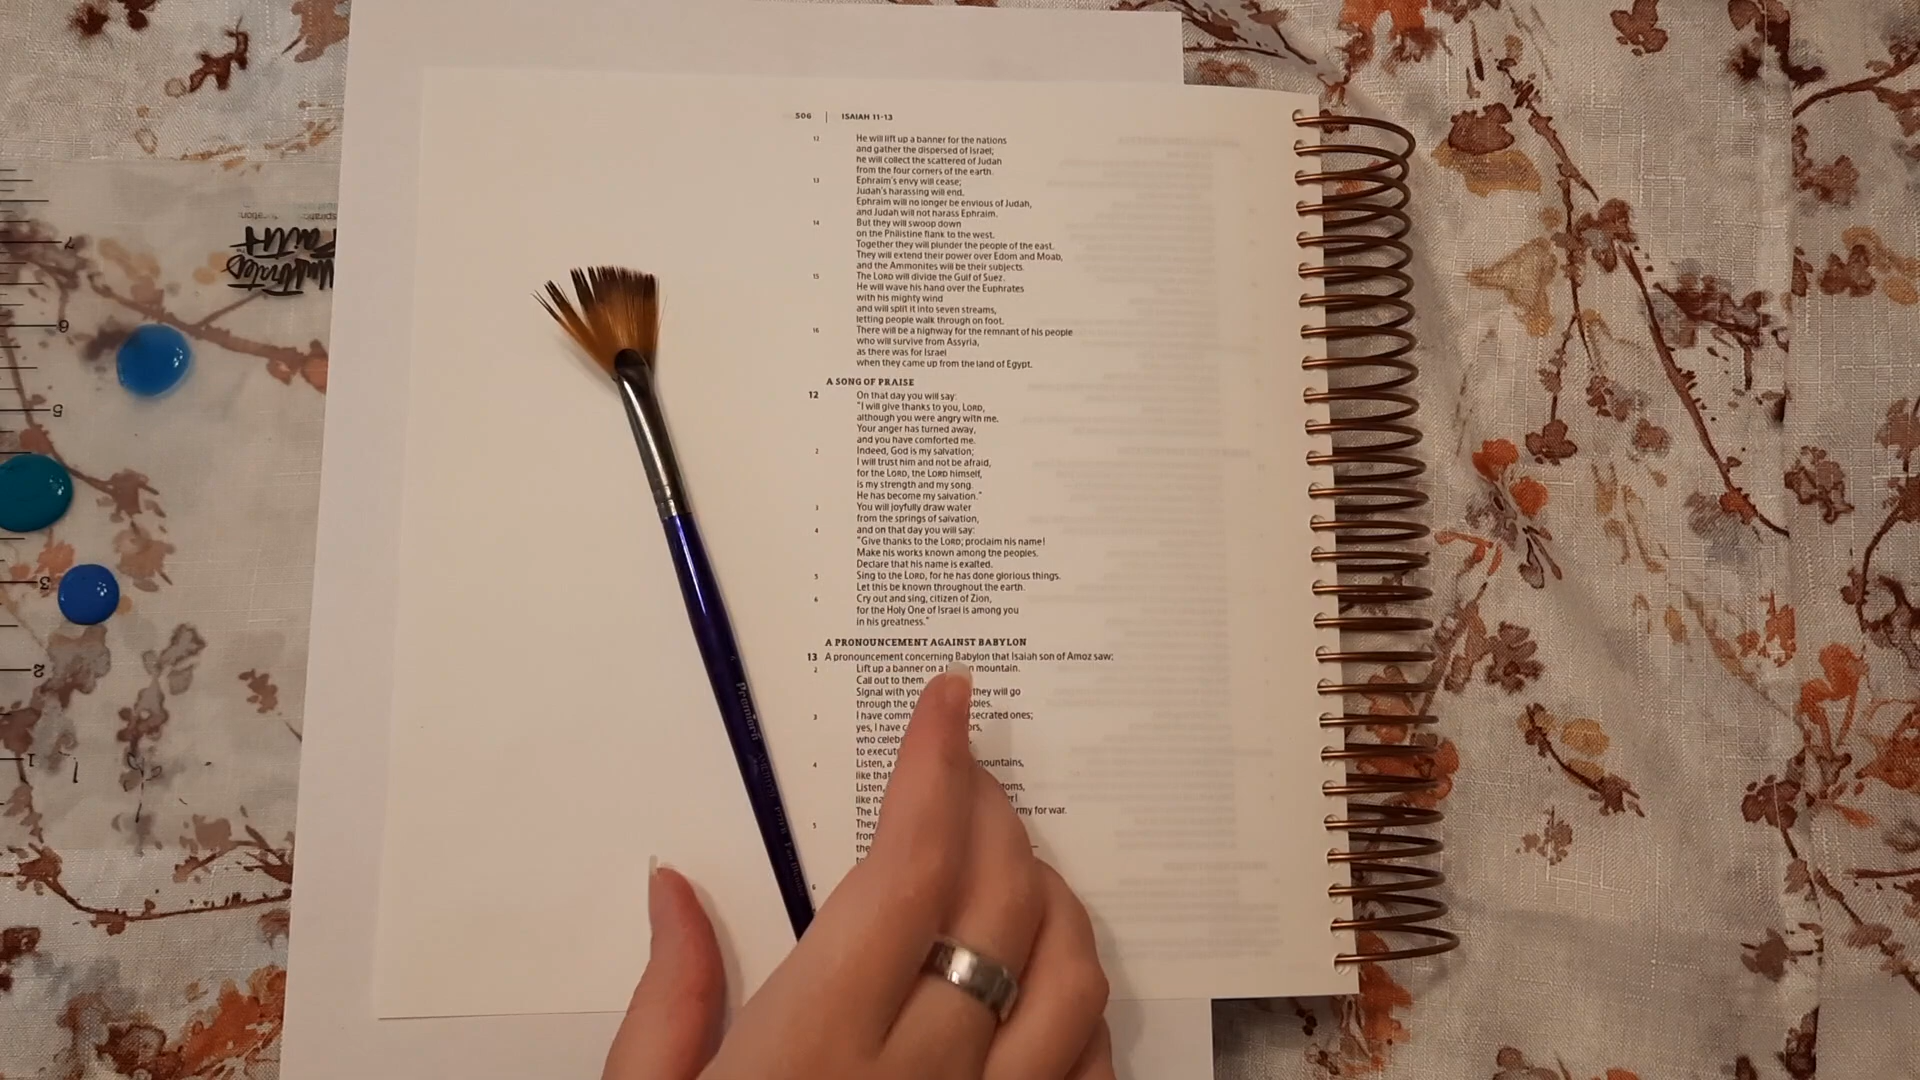 506 | ISAIAH 11-13
12 He will lift up a banner for the nations
and gather the dispersed of Israel;
he will collect the scattered of Judah
from the four corners of the earth.
13 Ephraim's envy will cease;
Judah's harassing will end.
Ephraim will no longer be envious of Judah,
and Judah will not harass Ephraim.
14 But they will swoop down
on the Philistine flank to the west.
Together they will plunder the people of the east.
They will extend their power over Edom and Moab,
and the Ammonites will be their subjects.
15 The LORD will divide the Gulf of Suez.
He will wave his hand over the Euphrates
with his mighty wind
and will split it into seven streams,
letting people walk through on foot.
16 There will be a highway for the remnant of his people
who will survive from Assyria,
as there was for Israel
when they came up from the land of Egypt.
A SONG OF PRAISE
12 On that day you will say:
"I will give thanks to you, LORD,
although you were angry with me.
Your anger has turned away,
and you have comforted me.
2 Indeed, God is my salvation;
I will trust him and not be afraid,
for the LORD, the LORD himself,
is my strength and my song.
He has become my salvation."
3 You will joyfully draw water
from the springs of salvation,
4 and on that day you will say:
"Give thanks to the LORD; proclaim his name!
Make his works known among the peoples.
Declare that his name is exalted.
5 Sing to the LORD, for he has done glorious things.
Let this be known throughout the earth.
6 Cry out and sing, citizen of Zion,
for the Holy One of Israel is among you
in his greatness."
A PRONOUNCEMENT AGAINST BABYLON
13 A pronouncement concerning Babylon that Isaiah son of Amoz saw:
2 Lift up a banner on a mountain.
Call out to them.
Signal with they will go
through the
3 I have
yes, I have
who
to
4 Listen, mountains,
like
Listen,
like
The army for war.
5 They
from
the
6
Illustrated
Faith
7
6
5
3
2
1
Premiern
Fan Blender